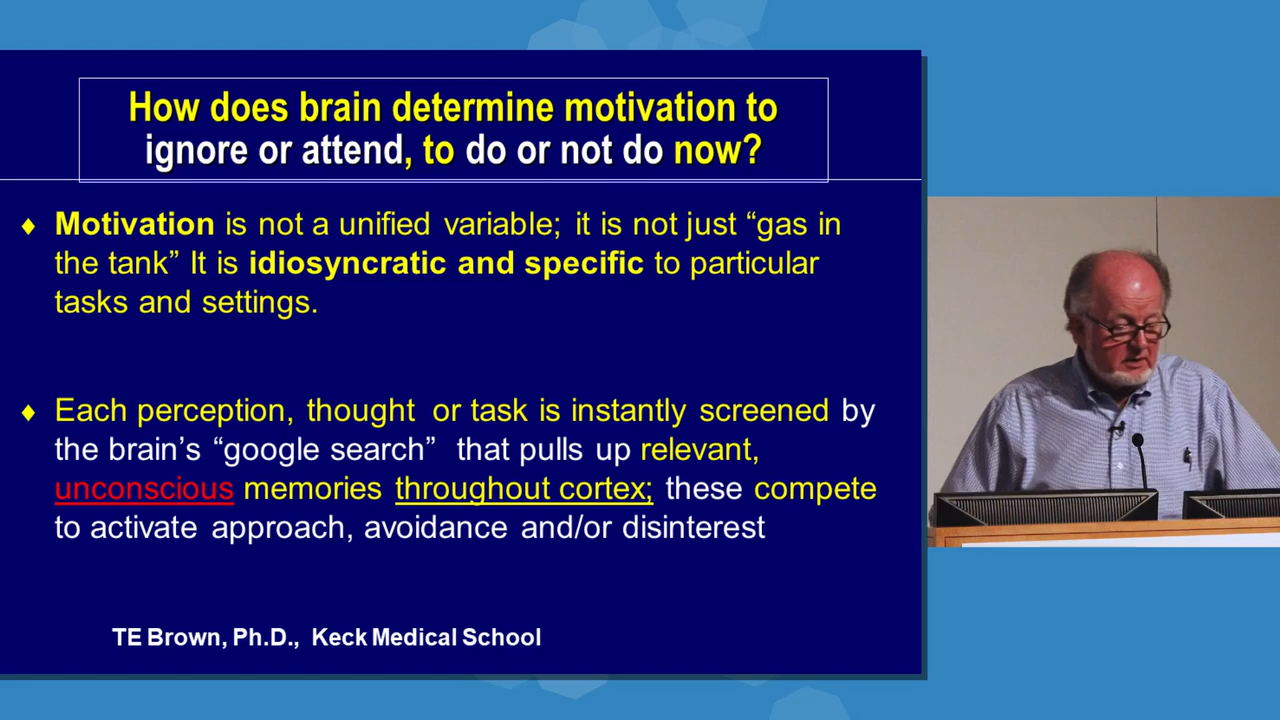 How does brain determine motivation to
ignore or attend, to do or not do now?
Motivation is not a unified variable; it is not just “gas in
the tank” It is idiosyncratic and specific to particular
tasks and settings.
Each perception, thought or task is instantly screened by
the brain’s “google search” that pulls up relevant,
unconscious memories throughout cortex; these compete
to activate approach, avoidance and/or disinterest
TE Brown, Ph.D., Keck Medical School